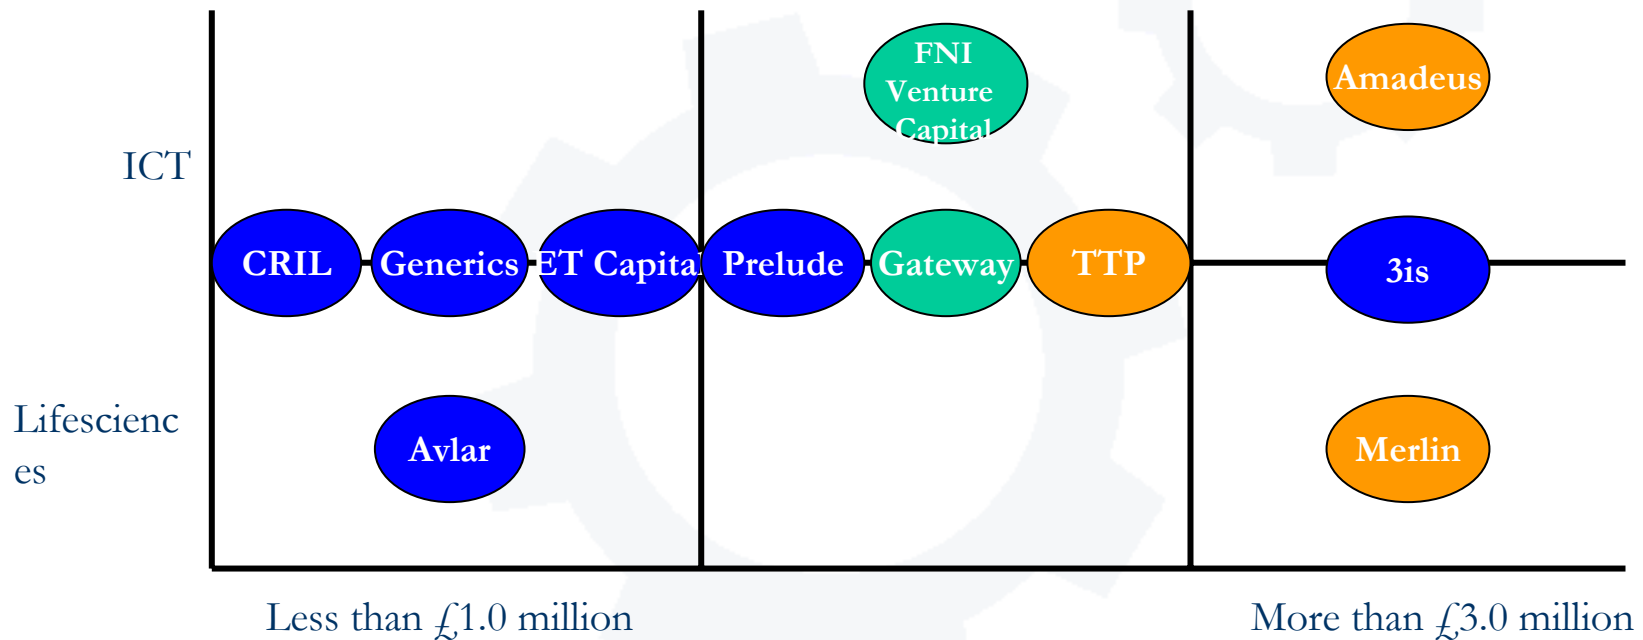 FNI
Venture
Capital
Amadeus
ICT
CRIL
Generics
ET Capital
Prelude
Gateway
TTP
3is
Lifescienc
es
Avlar
Merlin
Less than £1.0 million
More than £3.0 million